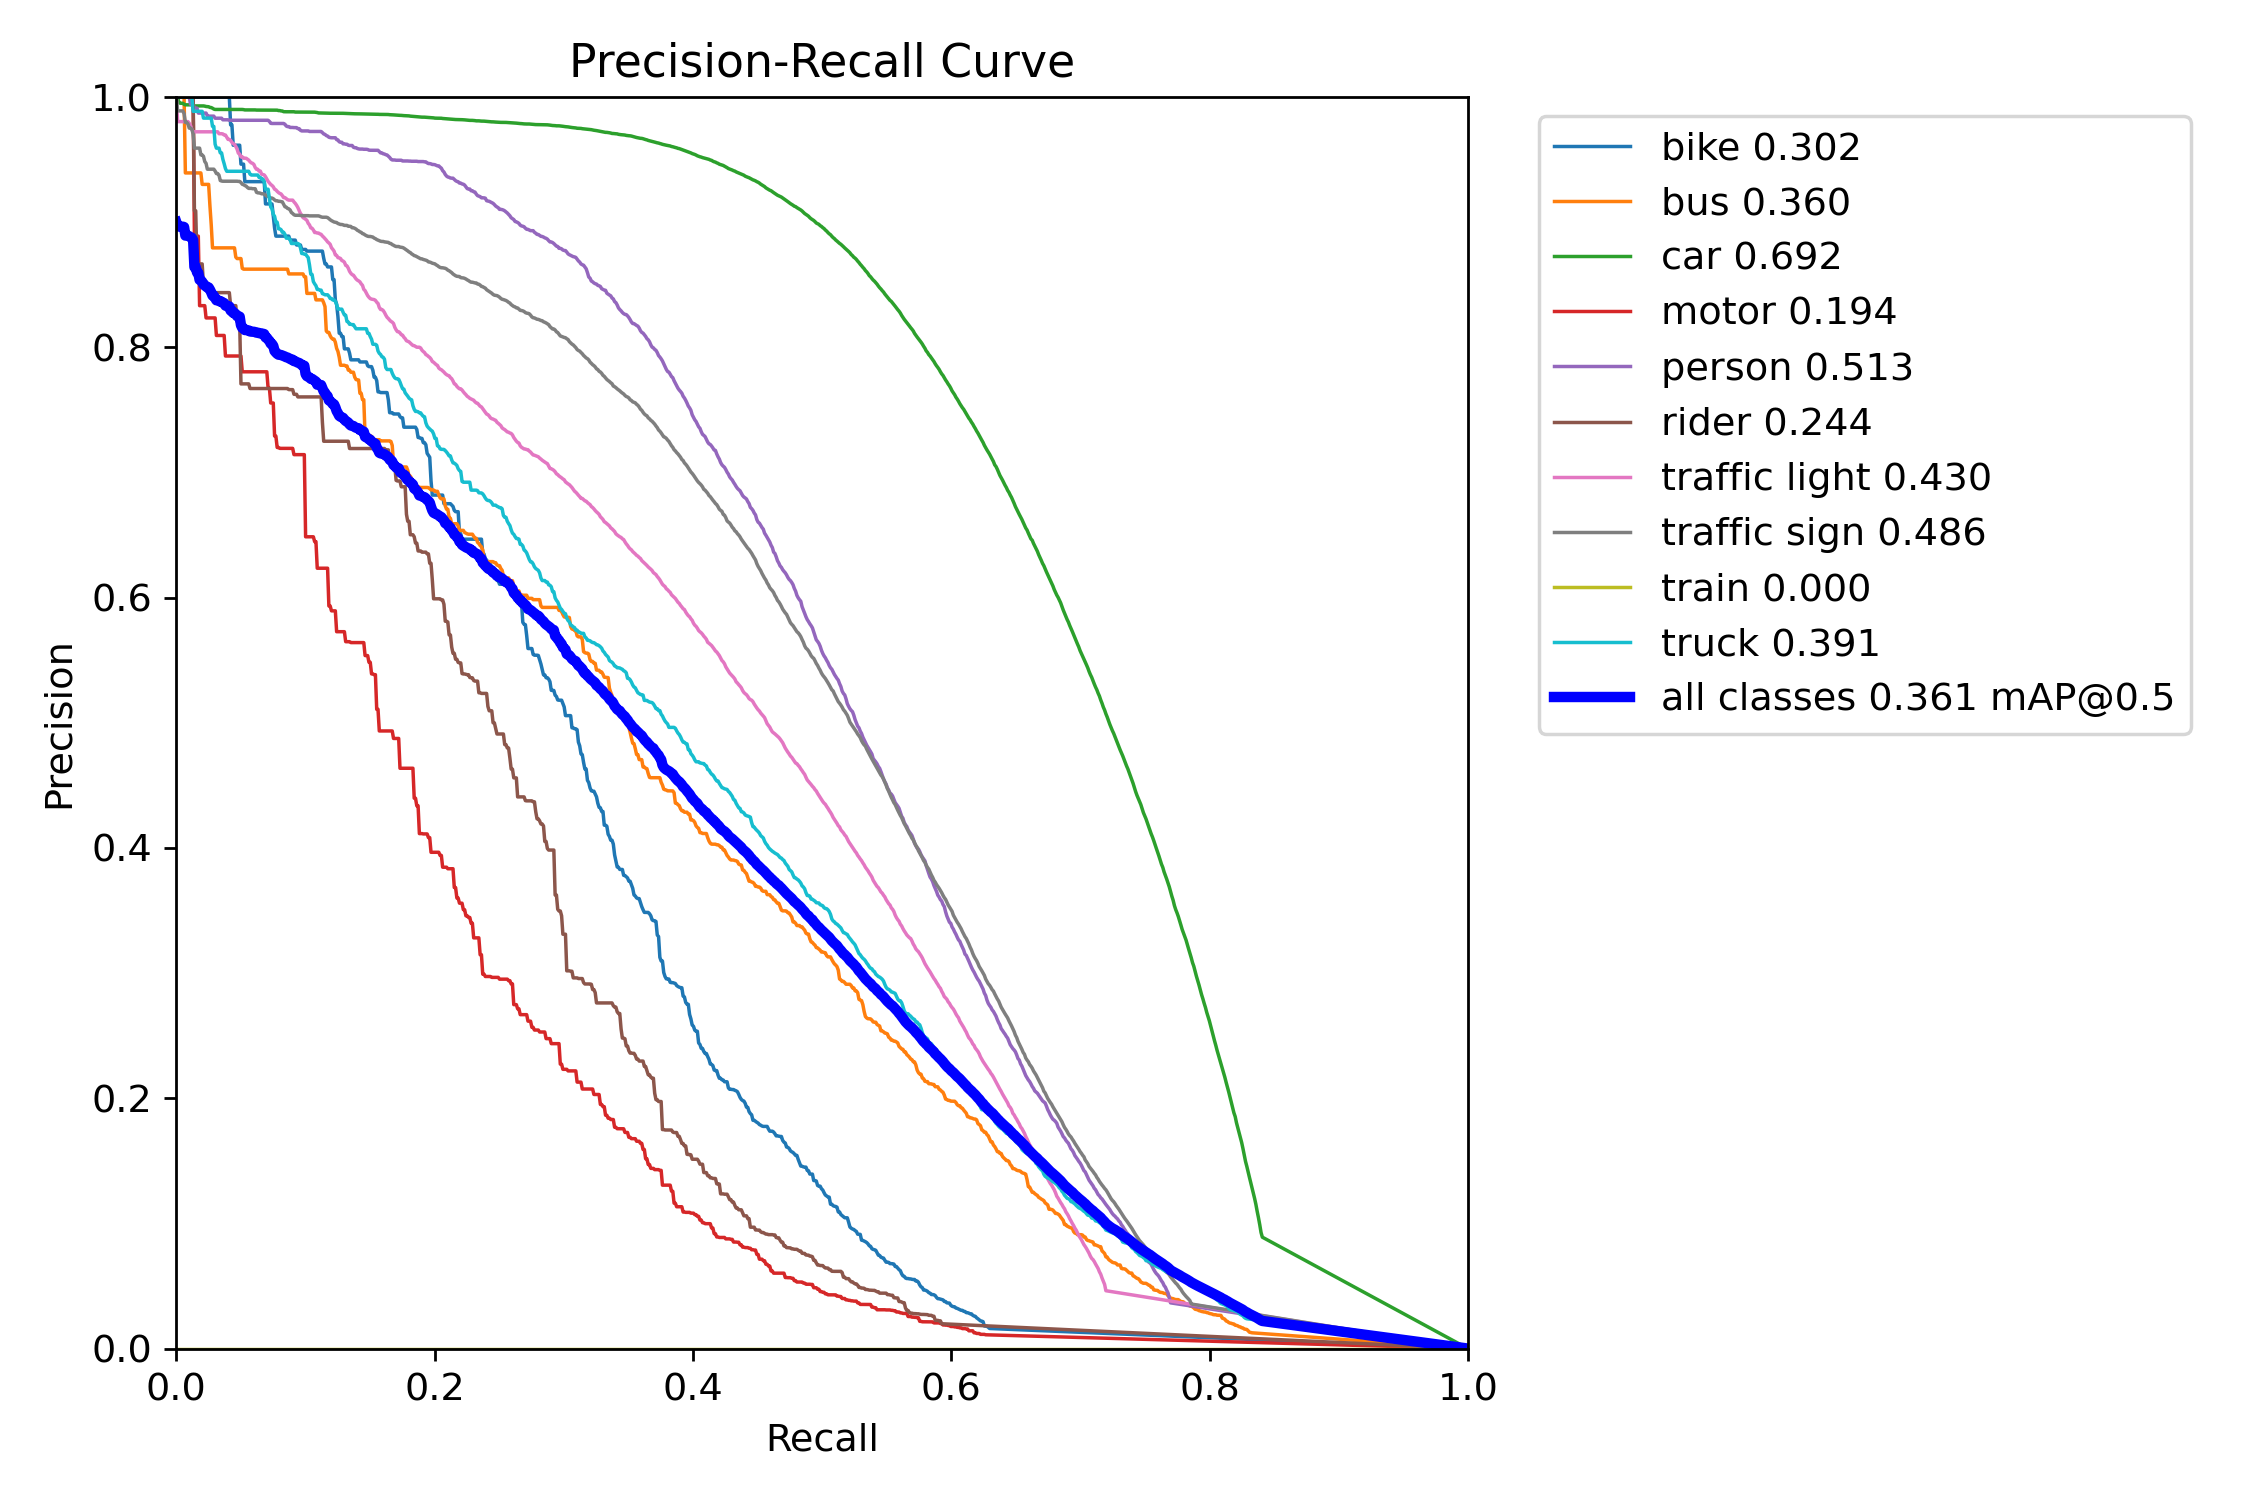 Precision-Recall Curve
1.0
0.8
0.6
0.4
0.2
0.0
Precision
0.0 0.2 0.4 0.6 0.8 1.0
Recall
bike 0.302
bus 0.360
car 0.692
motor 0.194
person 0.513
rider 0.244
traffic light 0.430
traffic sign 0.486
train 0.000
truck 0.391
all classes 0.361 mAP@0.5